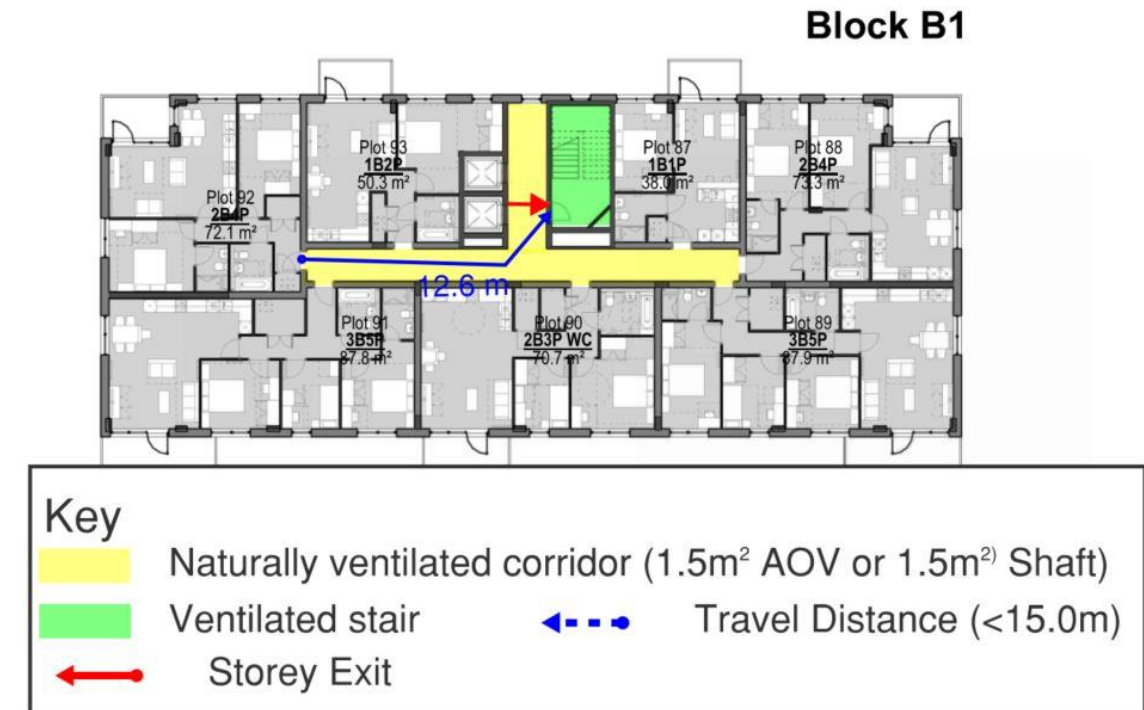 Block B1
Plot 93
1B2P
50.3 m²
Plot 87
1B1P
38.0 m²
Plot 88
2B4P
73.3 m²
Plot 92
2B4P
72.1 m²
12.6 m
Plot 91
3B5P
87.8 m²
Plot 90
2B3P WC
70.7 m²
Plot 89
3B5P
87.9 m²
Key
Naturally ventilated corridor (1.5m² AOV or 1.5m²⁾ Shaft)
Ventilated stair
Travel Distance (<15.0m)
Storey Exit